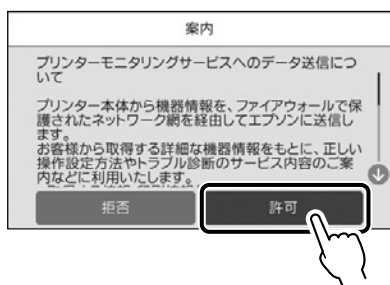 案内
プリンターモニタリングサービスへのデータ送信につ
いて
プリンター本体から機器情報を、ファイアウォールで保
護されたネットワーク網を経由してエプソンに送信し
ます。
お客様から取得する詳細な機器情報をもとに、正しい
操作設定方法やトラブル診断のサービス内容のご案
内などに利用いたします。
拒否
許可